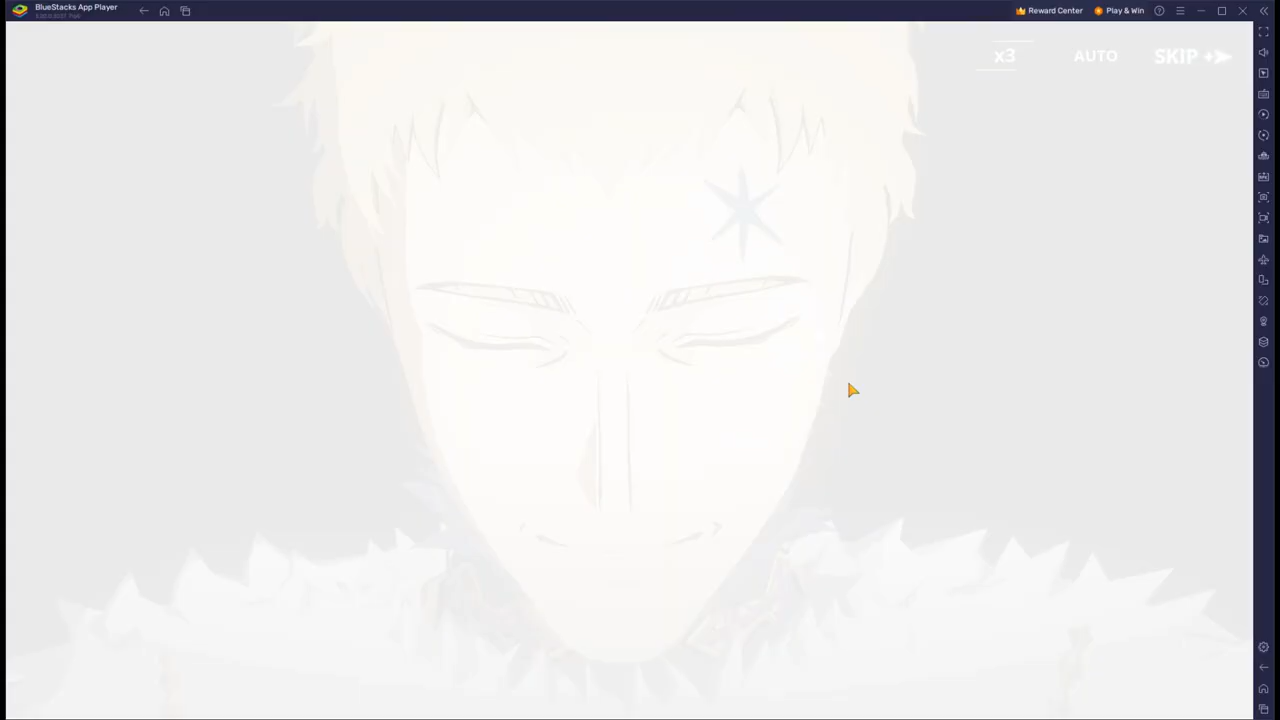 BlueStacks App Player
Reward Center
Play & Win
x3
AUTO
SKIP